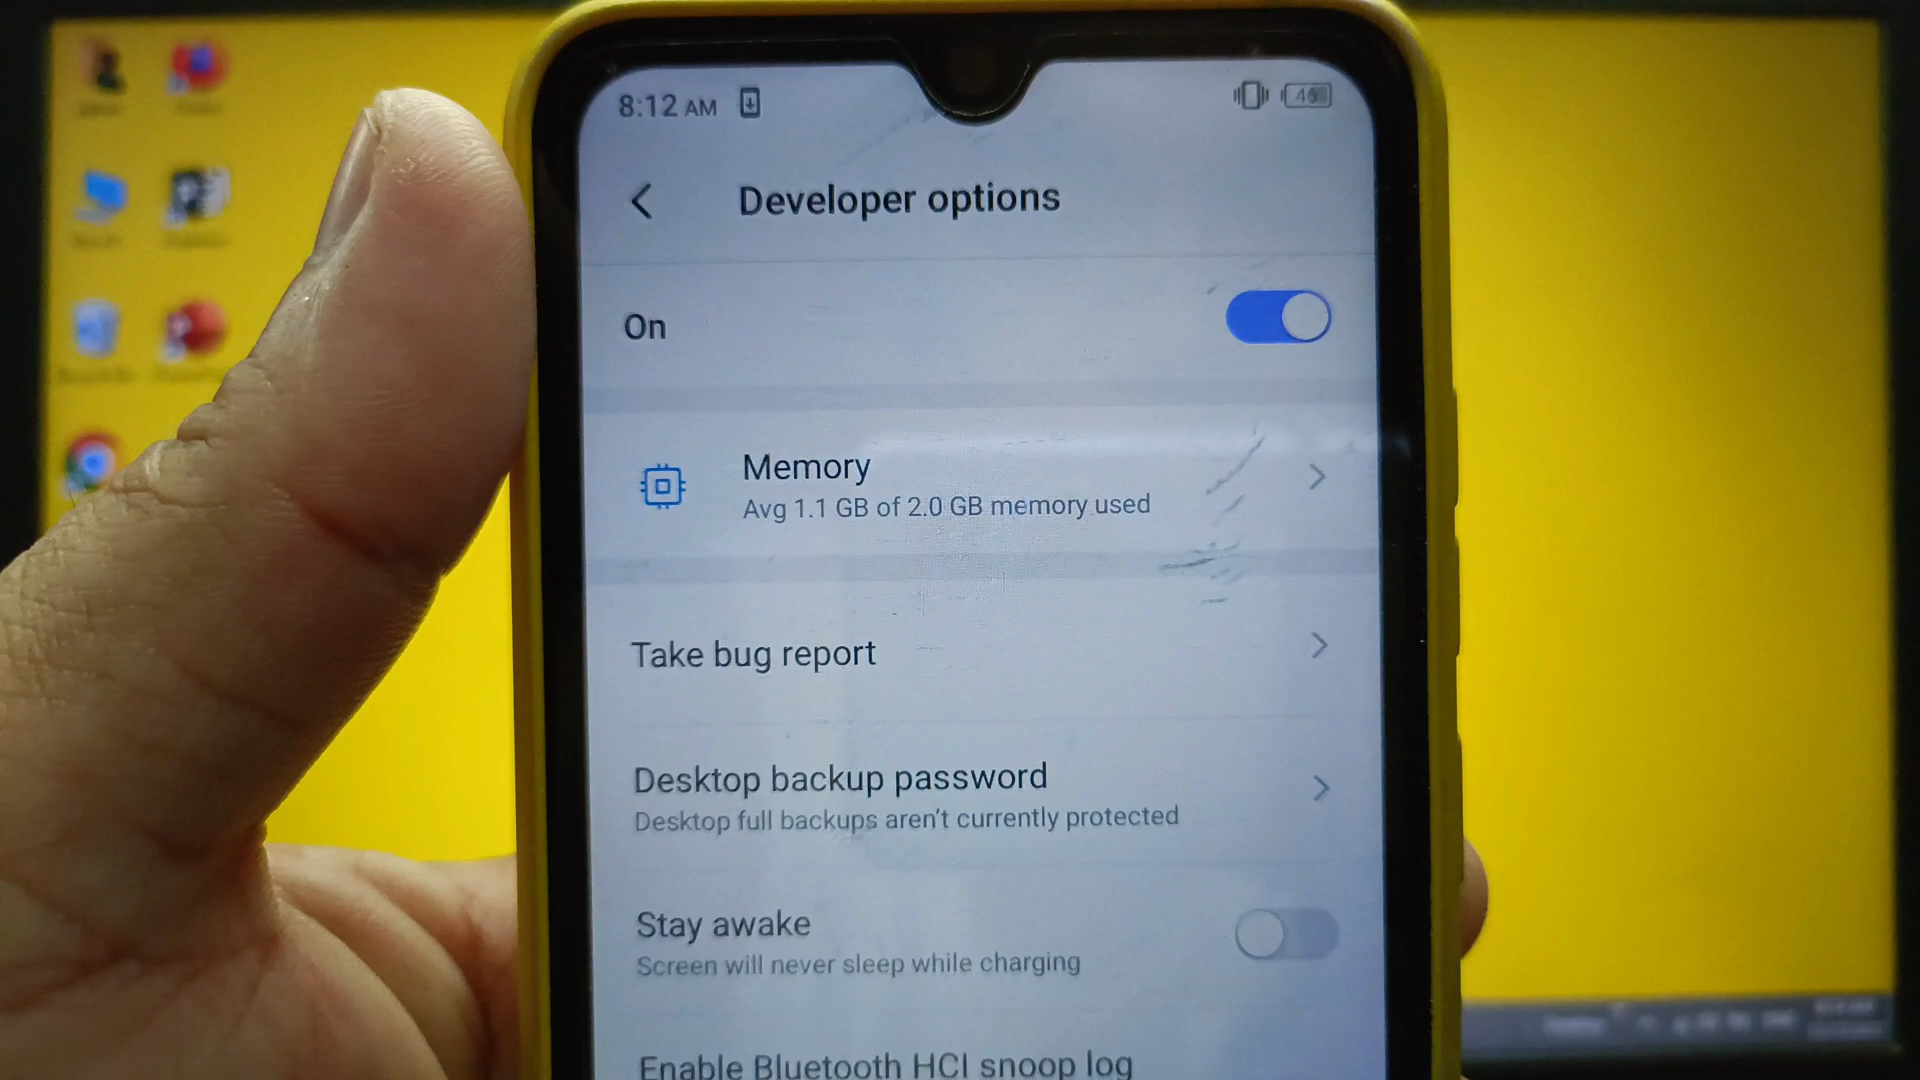 8:12 AM
Developer options
On
Memory
Avg 1.1 GB of 2.0 GB memory used
Take bug report
Desktop backup password
Desktop full backups aren't currently protected
Stay awake
Screen will never sleep while charging
Enable Bluetooth HCI snoop log